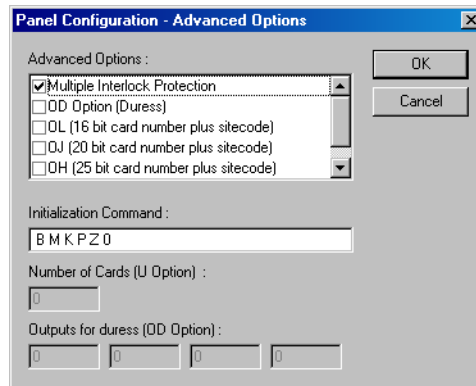 Panel Configuration - Advanced Options
Advanced Options :
OK
Multiple Interlock Protection
OD Option (Duress)
Cancel
OL (16 bit card number plus sitecode)
OJ (20 bit card number plus sitecode)
OH (25 bit card number plus sitecode)
Initialization Command :
B M K P Z 0
Number of Cards (U Option) :
0
Outputs for duress (OD Option) :
0 0 0 0